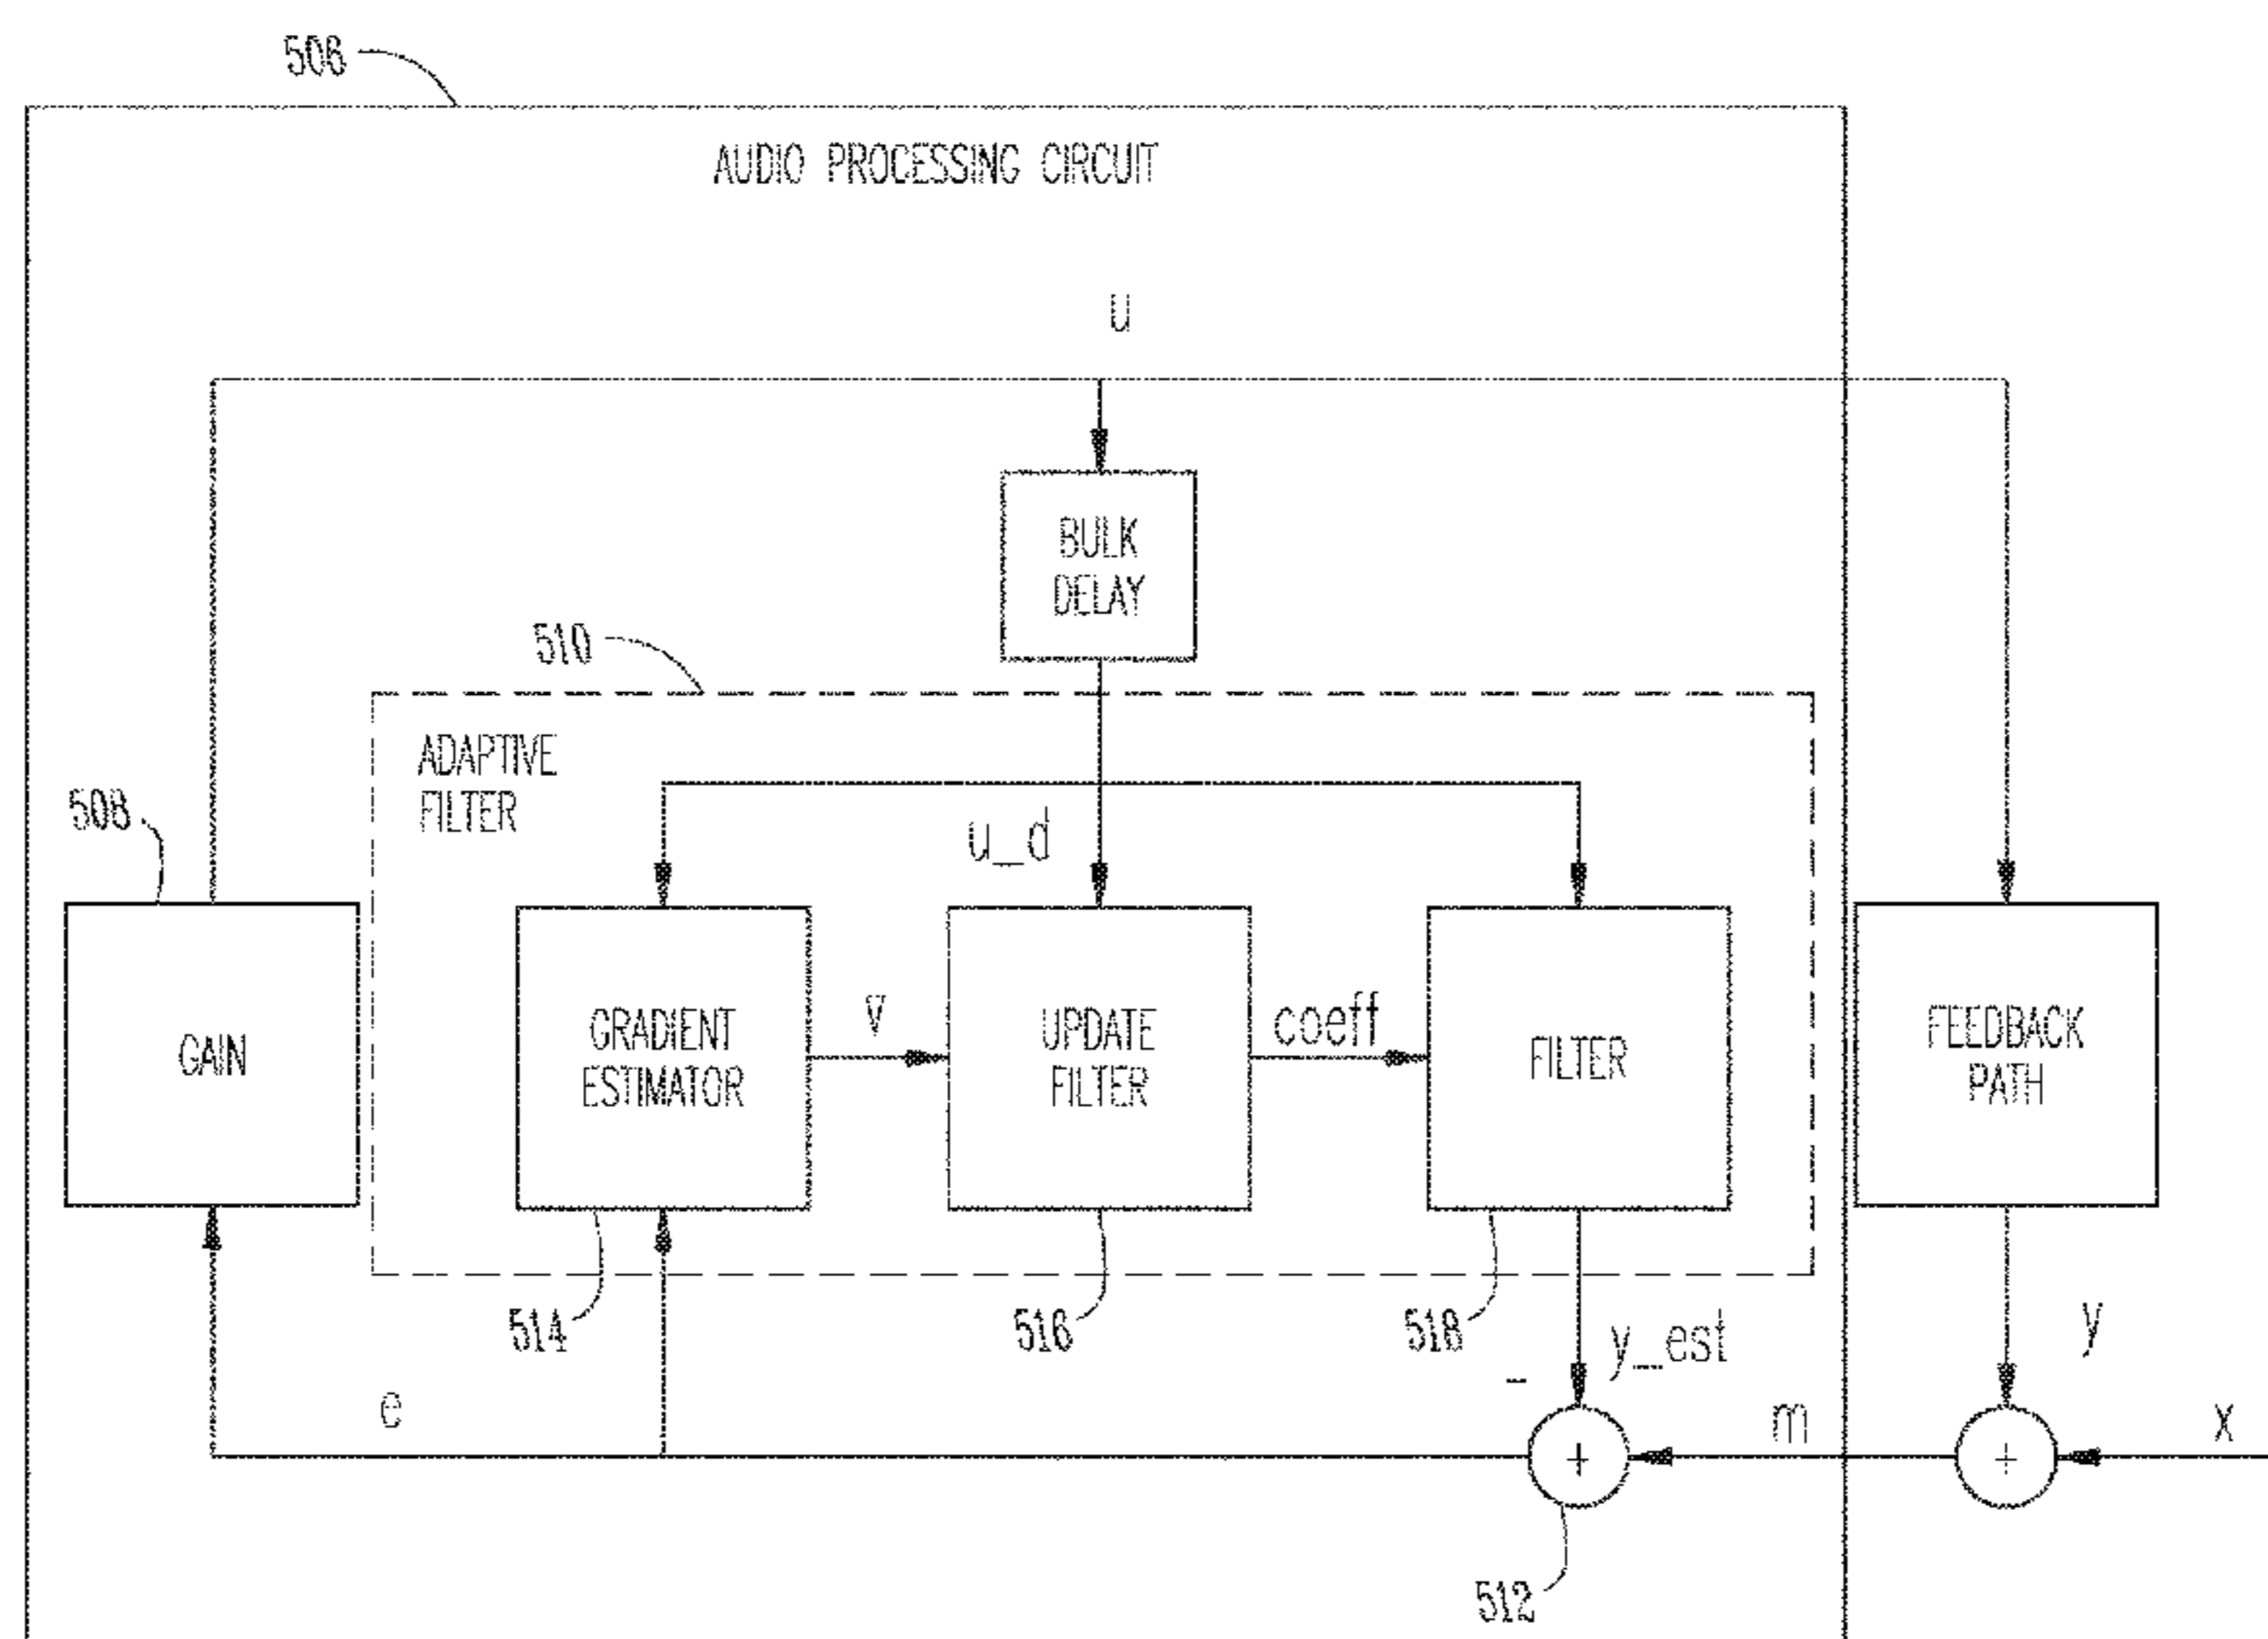 506
AUDIO PROCESSING CIRCUIT
u
BULK
DELAY
510
ADAPTIVE
FILTER
508
u_d
GAIN
GRADIENT
ESTIMATOR
v
UPDATE
FILTER
coeff
FILTER
FEEDBACK
PATH
514
516
518
y_est
y
e
-
+
m
+
x
512